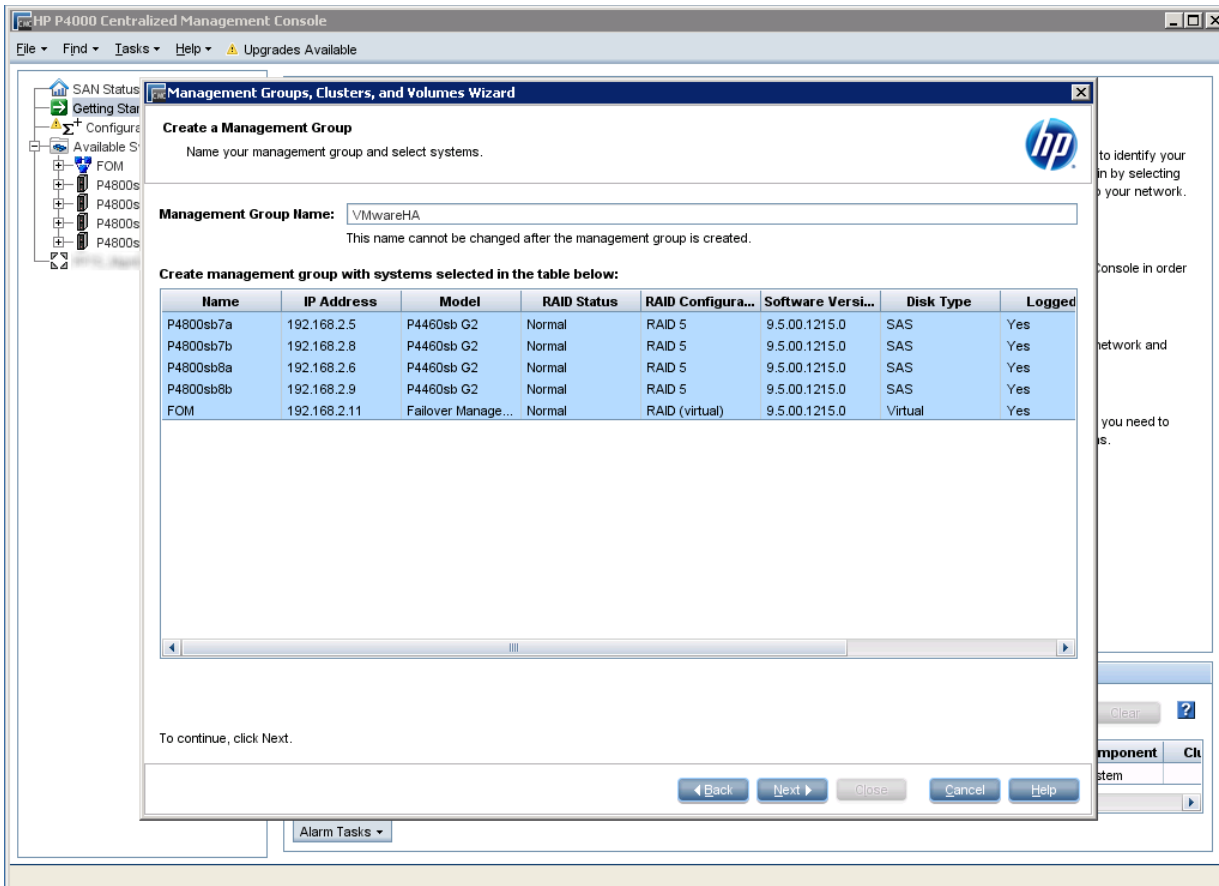 HP P4000 Centralized Management Console
File Find Tasks Help Upgrades Available
SAN Status
Getting Star
Configura
Available S
FOM
P4800s
P4800s
P4800s
P4800s
Management Groups, Clusters, and Volumes Wizard
Create a Management Group
Name your management group and select systems.
hp
Management Group Name: VMwareHA
This name cannot be changed after the management group is created.
Create management group with systems selected in the table below:
Name IP Address Model RAID Status RAID Configura... Software Versi... Disk Type Logged
P4800sb7a 192.168.2.5 P4460sb G2 Normal RAID 5 9.5.00.1215.0 SAS Yes
P4800sb7b 192.168.2.8 P4460sb G2 Normal RAID 5 9.5.00.1215.0 SAS Yes
P4800sb8a 192.168.2.6 P4460sb G2 Normal RAID 5 9.5.00.1215.0 SAS Yes
P4800sb8b 192.168.2.9 P4460sb G2 Normal RAID 5 9.5.00.1215.0 SAS Yes
FOM 192.168.2.11 Failover Manage... Normal RAID (virtual) 9.5.00.1215.0 Virtual Yes
To continue, click Next.
Back Next Close Cancel Help
to identify your
in by selecting
your network.
Console in order
network and
you need to
Clear
mponent Clu
stem
Alarm Tasks